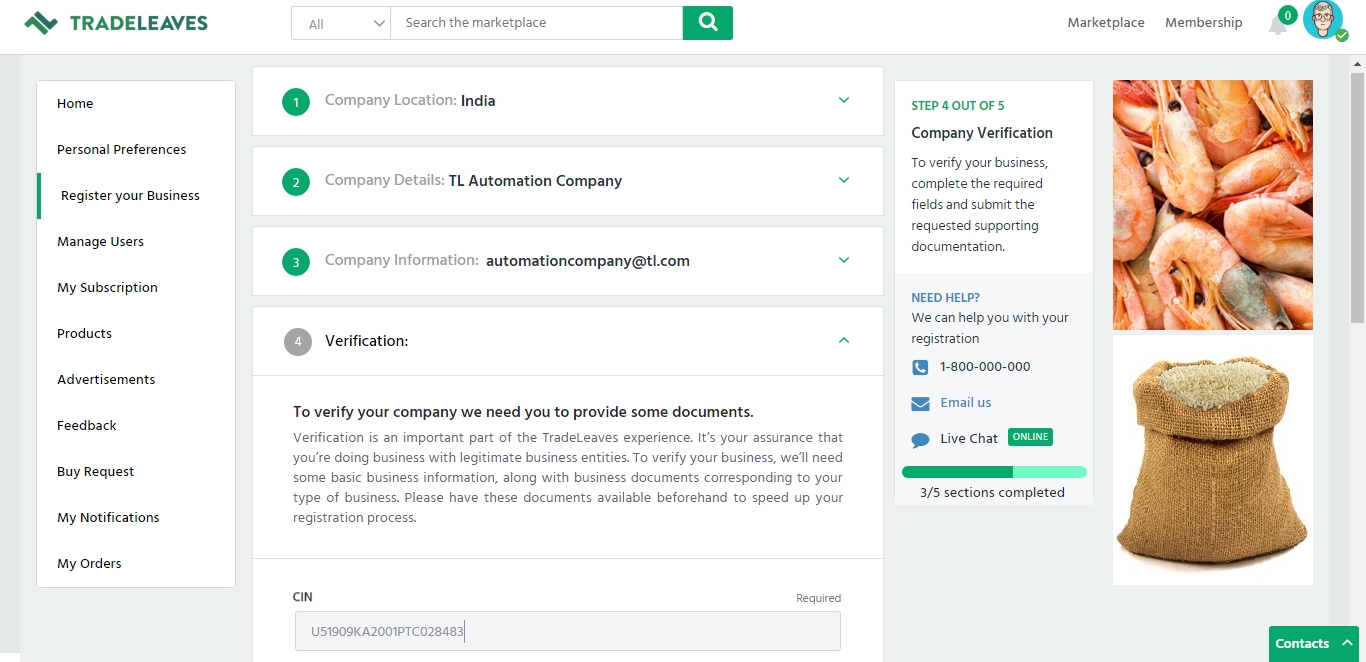 TRADELEAVES
All
Search the marketplace
Marketplace
Membership
0
Home
Personal Preferences
Register your Business
Manage Users
My Subscription
Products
Advertisements
Feedback
Buy Request
My Notifications
My Orders
1 Company Location: India
2 Company Details: TL Automation Company
3 Company Information: automationcompany@tl.com
4 Verification:
To verify your company we need you to provide some documents.
Verification is an important part of the TradeLeaves experience. It's your assurance that
you're doing business with legitimate business entities. To verify your business, we'll need
some basic business information, along with business documents corresponding to your
type of business. Please have these documents available beforehand to speed up your
registration process.
CIN
Required
U51909KA2001PTC028483
STEP 4 OUT OF 5
Company Verification
To verify your business,
complete the required
fields and submit the
requested supporting
documentation.
NEED HELP?
We can help you with your
registration
1-800-000-000
Email us
Live Chat ONLINE
3/5 sections completed
Contacts